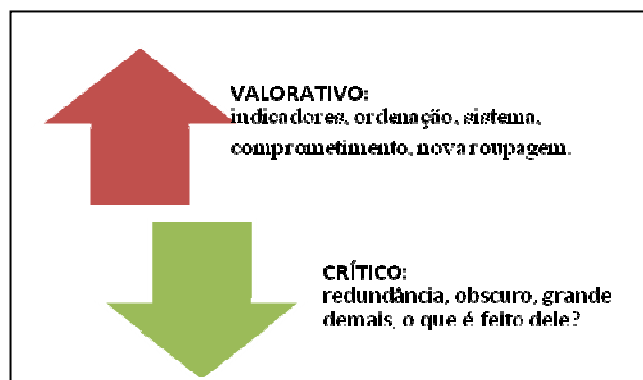 VALORATIVO:
indicadores, ordenação, sistema,
comprometimento, nova roupagem.
CRÍTICO:
redundância, obscuro, grande
demais, o que é feito dele?